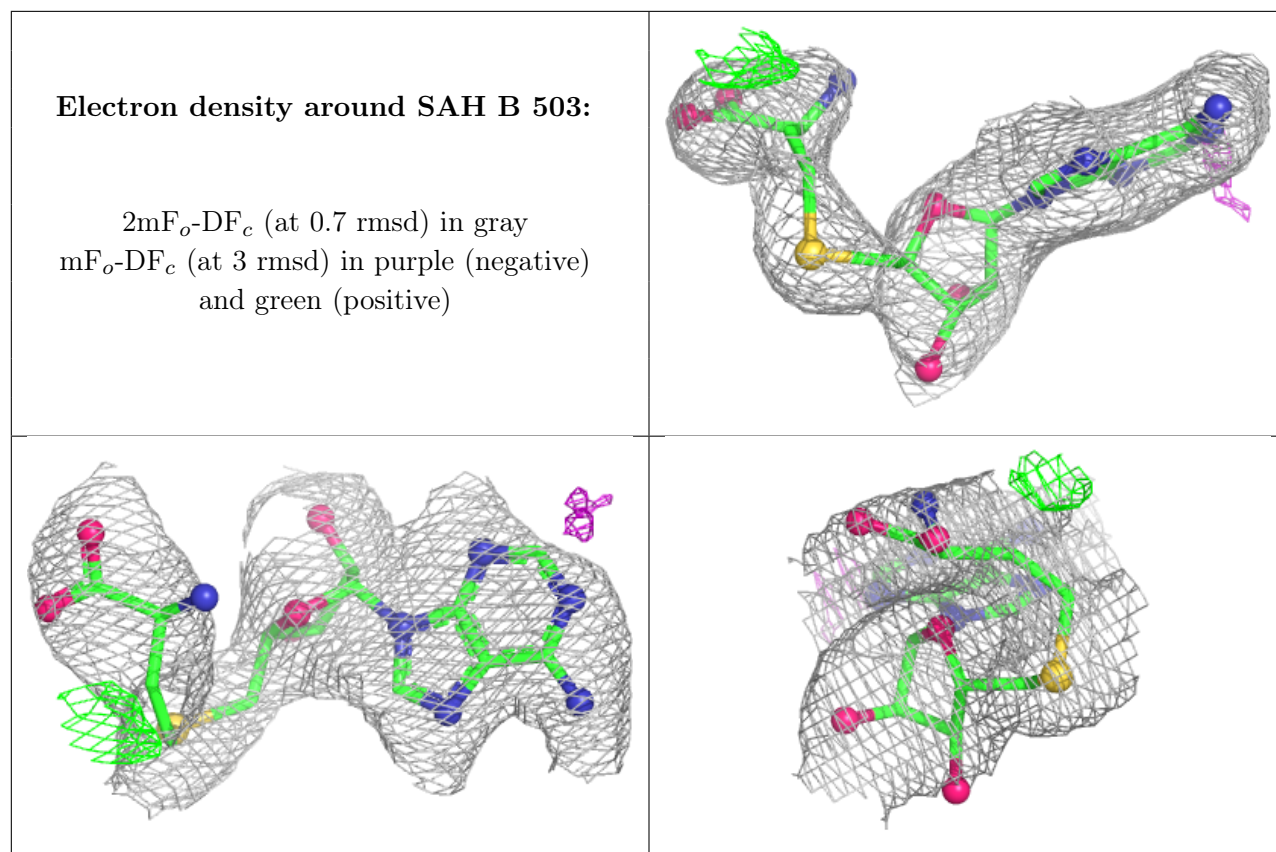 Electron density around SAH B 503:
2mFₒ-DF𝒸 (at 0.7 rmsd) in gray
mFₒ-DF𝒸 (at 3 rmsd) in purple (negative)
and green (positive)